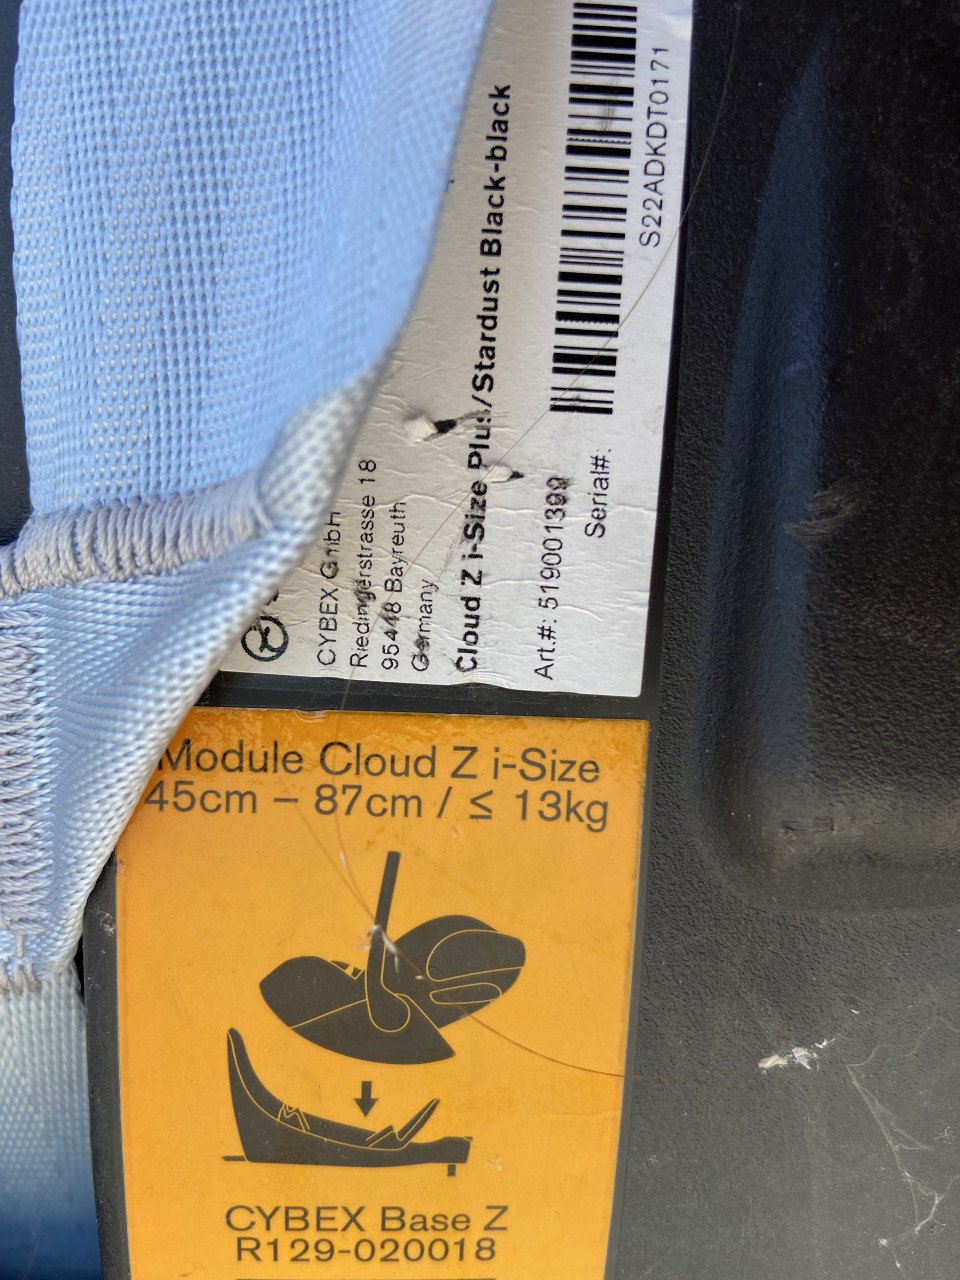 CYBEX GmbH
Riedingerstrasse 18
95448 Bayreuth
Germany
Cloud Z i-Size Plus/Stardust Black-black
Art.#: 519001399
Serial#:
S22ADKDT0171
Module Cloud Z i-Size
45cm – 87cm / ≤ 13kg
CYBEX Base Z
R129-020018